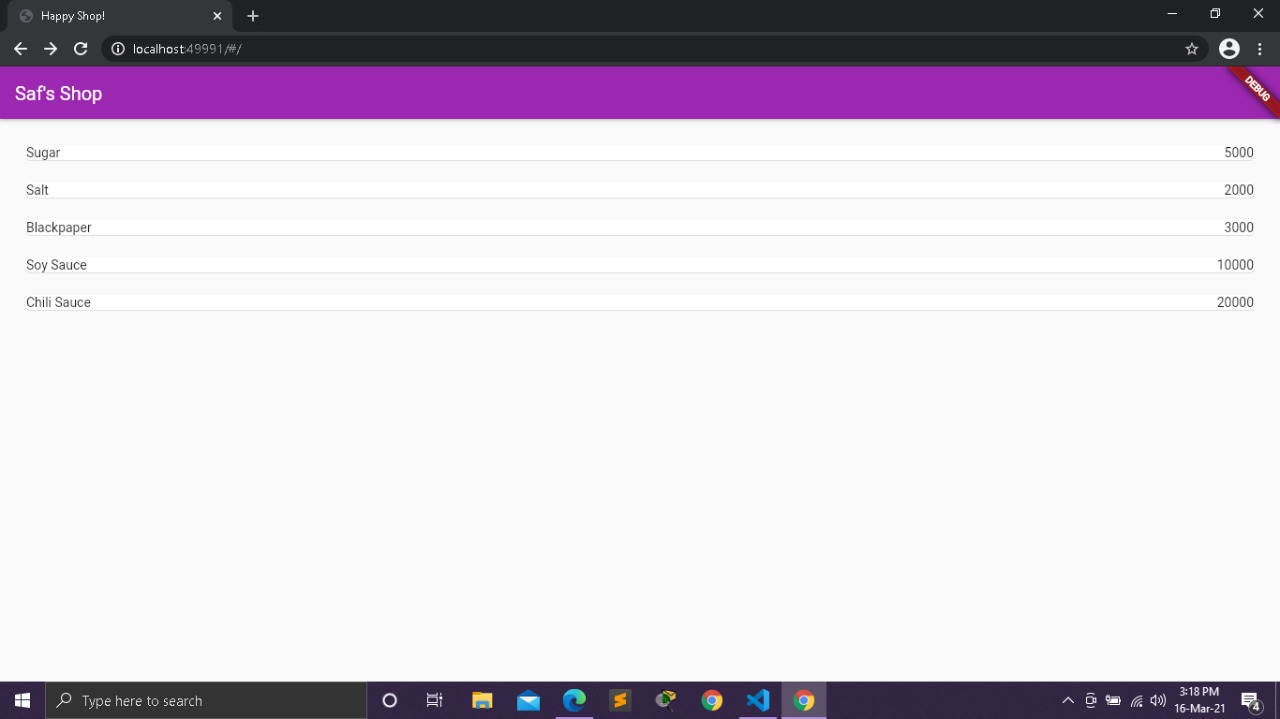 Happy Shop!
localhost:49991/#/
Saf's Shop
DEBUG
Sugar 5000
Salt 2000
Blackpaper 3000
Soy Sauce 10000
Chili Sauce 20000
Type here to search
3:18 PM
16-Mar-21
4